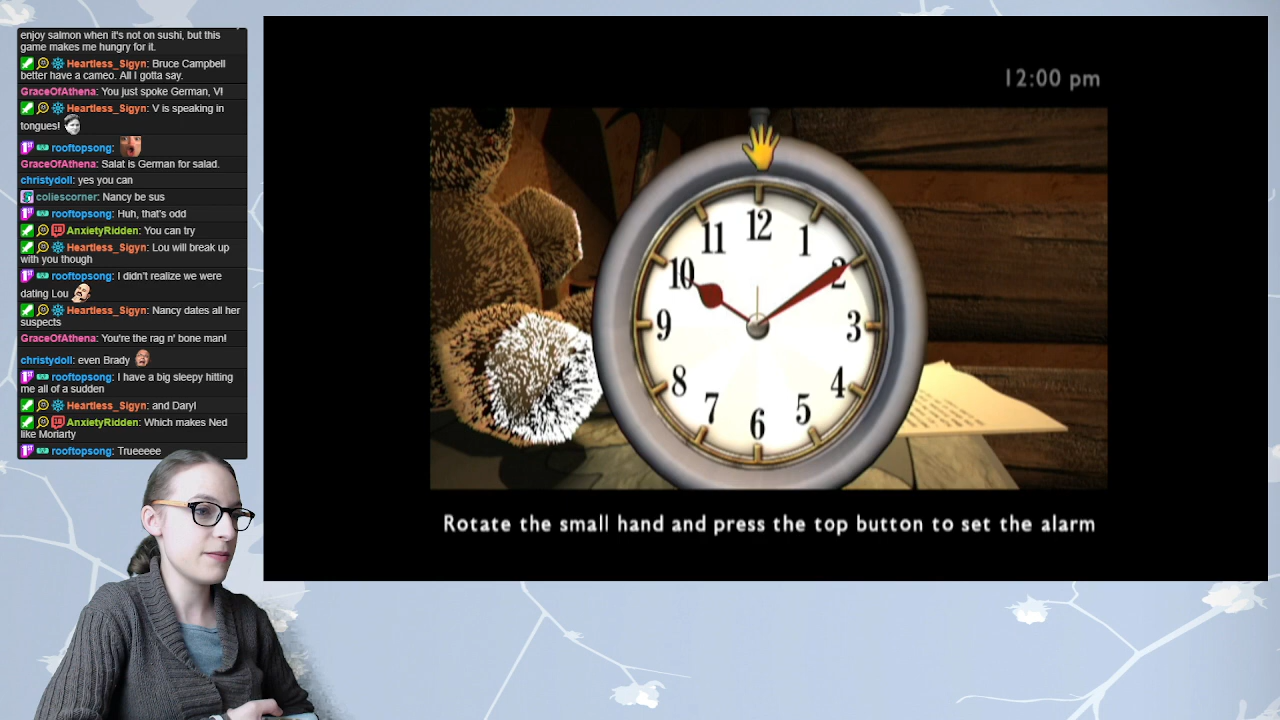 enjoy salmon when it's not on sushi, but this
game makes me hungry for it.
Heartless_Sigyn: Bruce Campbell
better have a cameo. All I gotta say.
GraceOfAthena: You just spoke German, V!
Heartless_Sigyn: V is speaking in
tongues!
rooftopsong:
GraceOfAthena: Salat is German for salad.
christydoll: yes you can
coliescorner: Nancy be sus
rooftopsong: Huh, that's odd
AnxietyRidden: You can try
Heartless_Sigyn: Lou will break up
with you though
rooftopsong: I didn't realize we were
dating Lou
Heartless_Sigyn: Nancy dates all her
suspects
GraceOfAthena: You're the rag n' bone man!
christydoll: even Brady
rooftopsong: I have a big sleepy hitting
me all of a sudden
Heartless_Sigyn: and Daryl
AnxietyRidden: Which makes Ned
like Moriarty
rooftopsong: Trueeeee
12:00 pm
12
1
2
3
4
5
6
7
8
9
10
11
Rotate the small hand and press the top button to set the alarm